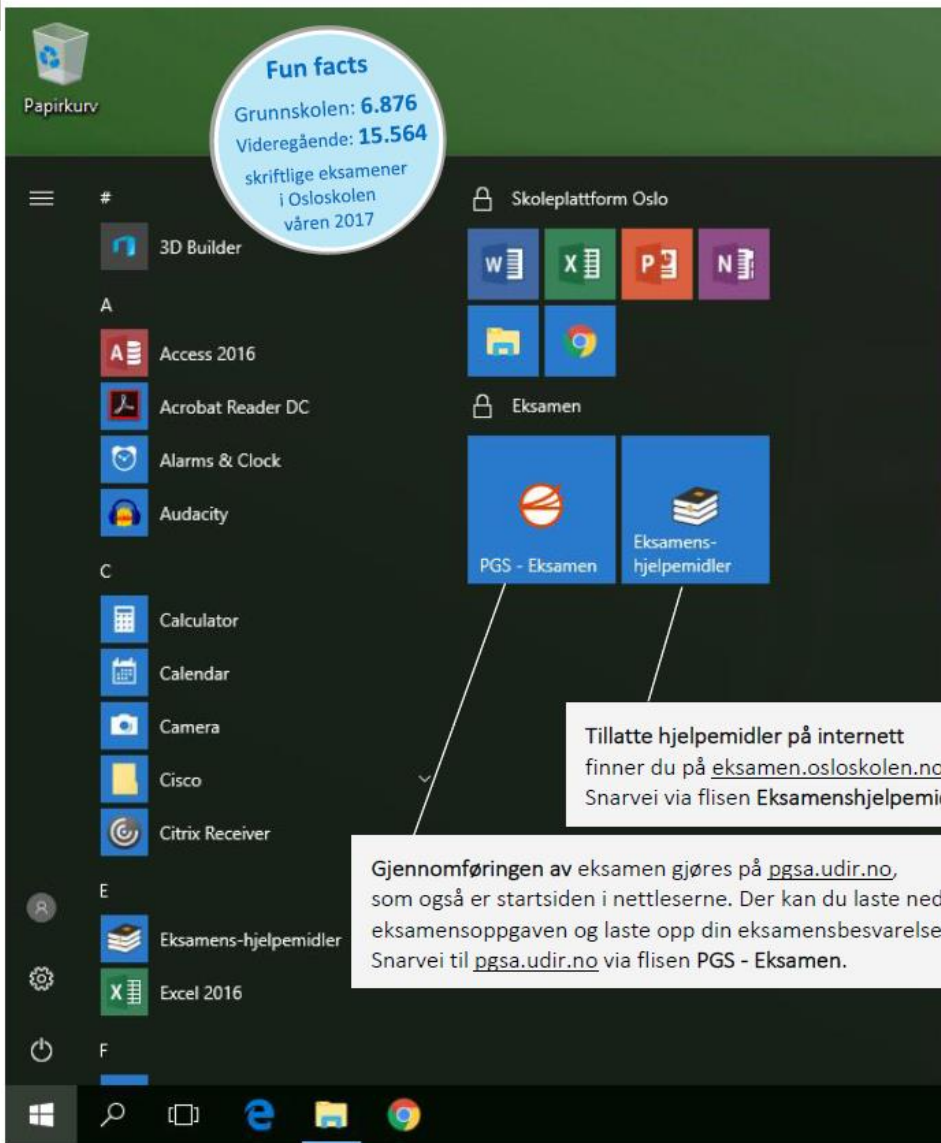 Papirkurv
Fun facts
Grunnskolen: 6.876
Videregående: 15.564
skriftlige eksamener
i Osloskolen
våren 2017
#
3D Builder
A
Access 2016
Acrobat Reader DC
Alarms & Clock
Audacity
C
Calculator
Calendar
Camera
Cisco
Citrix Receiver
E
Eksamens-hjelpemidler
Excel 2016
F
Skoleplattform Oslo
Eksamen
PGS - Eksamen
Eksamens-
hjelpemidler
Tillatte hjelpemidler på internett
finner du på eksamen.osloskolen.no
Snarvei via flisen
Gjennomføringen av eksamen gjøres på pgsa.udir.no,
som også er startsiden i nettleserne. Der kan du laste ned
eksamensoppgaven og laste opp din eksamensbesvarelse
Snarvei til pgsa.udir.no via flisen PGS - Eksamen.